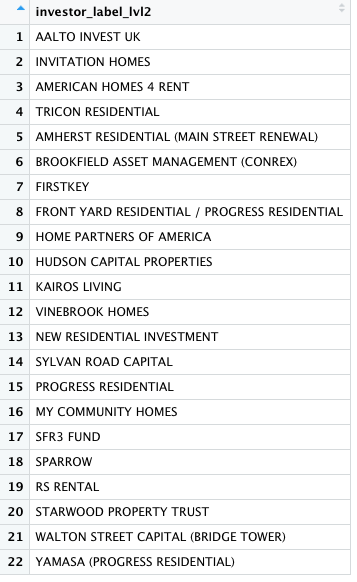 investor_label_lvl2
1 AALTO INVEST UK
2 INVITATION HOMES
3 AMERICAN HOMES 4 RENT
4 TRICON RESIDENTIAL
5 AMHERST RESIDENTIAL (MAIN STREET RENEWAL)
6 BROOKFIELD ASSET MANAGEMENT (CONREX)
7 FIRSTKEY
8 FRONT YARD RESIDENTIAL / PROGRESS RESIDENTIAL
9 HOME PARTNERS OF AMERICA
10 HUDSON CAPITAL PROPERTIES
11 KAIROS LIVING
12 VINEBROOK HOMES
13 NEW RESIDENTIAL INVESTMENT
14 SYLVAN ROAD CAPITAL
15 PROGRESS RESIDENTIAL
16 MY COMMUNITY HOMES
17 SFR3 FUND
18 SPARROW
19 RS RENTAL
20 STARWOOD PROPERTY TRUST
21 WALTON STREET CAPITAL (BRIDGE TOWER)
22 YAMASA (PROGRESS RESIDENTIAL)